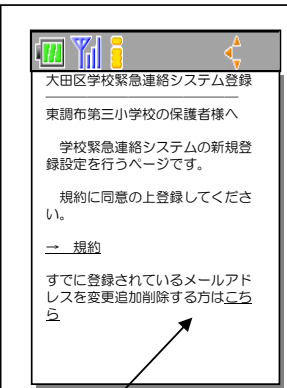 大田区学校緊急連絡システム登録
東調布第三小学校の保護者様へ
学校緊急連絡システムの新規登
録設定を行うページです。
規約に同意の上登録してくださ
い。
→ 規約
すでに登録されているメールアド
レスを変更追加削除する方はこち
ら